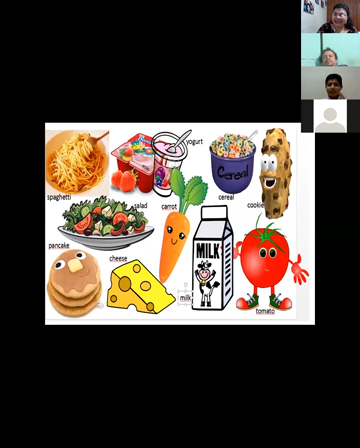 yogurt
Cereal
spaghetti
salad
carrot
cereal
cookie
MILK
pancake
cheese
milk
tomato